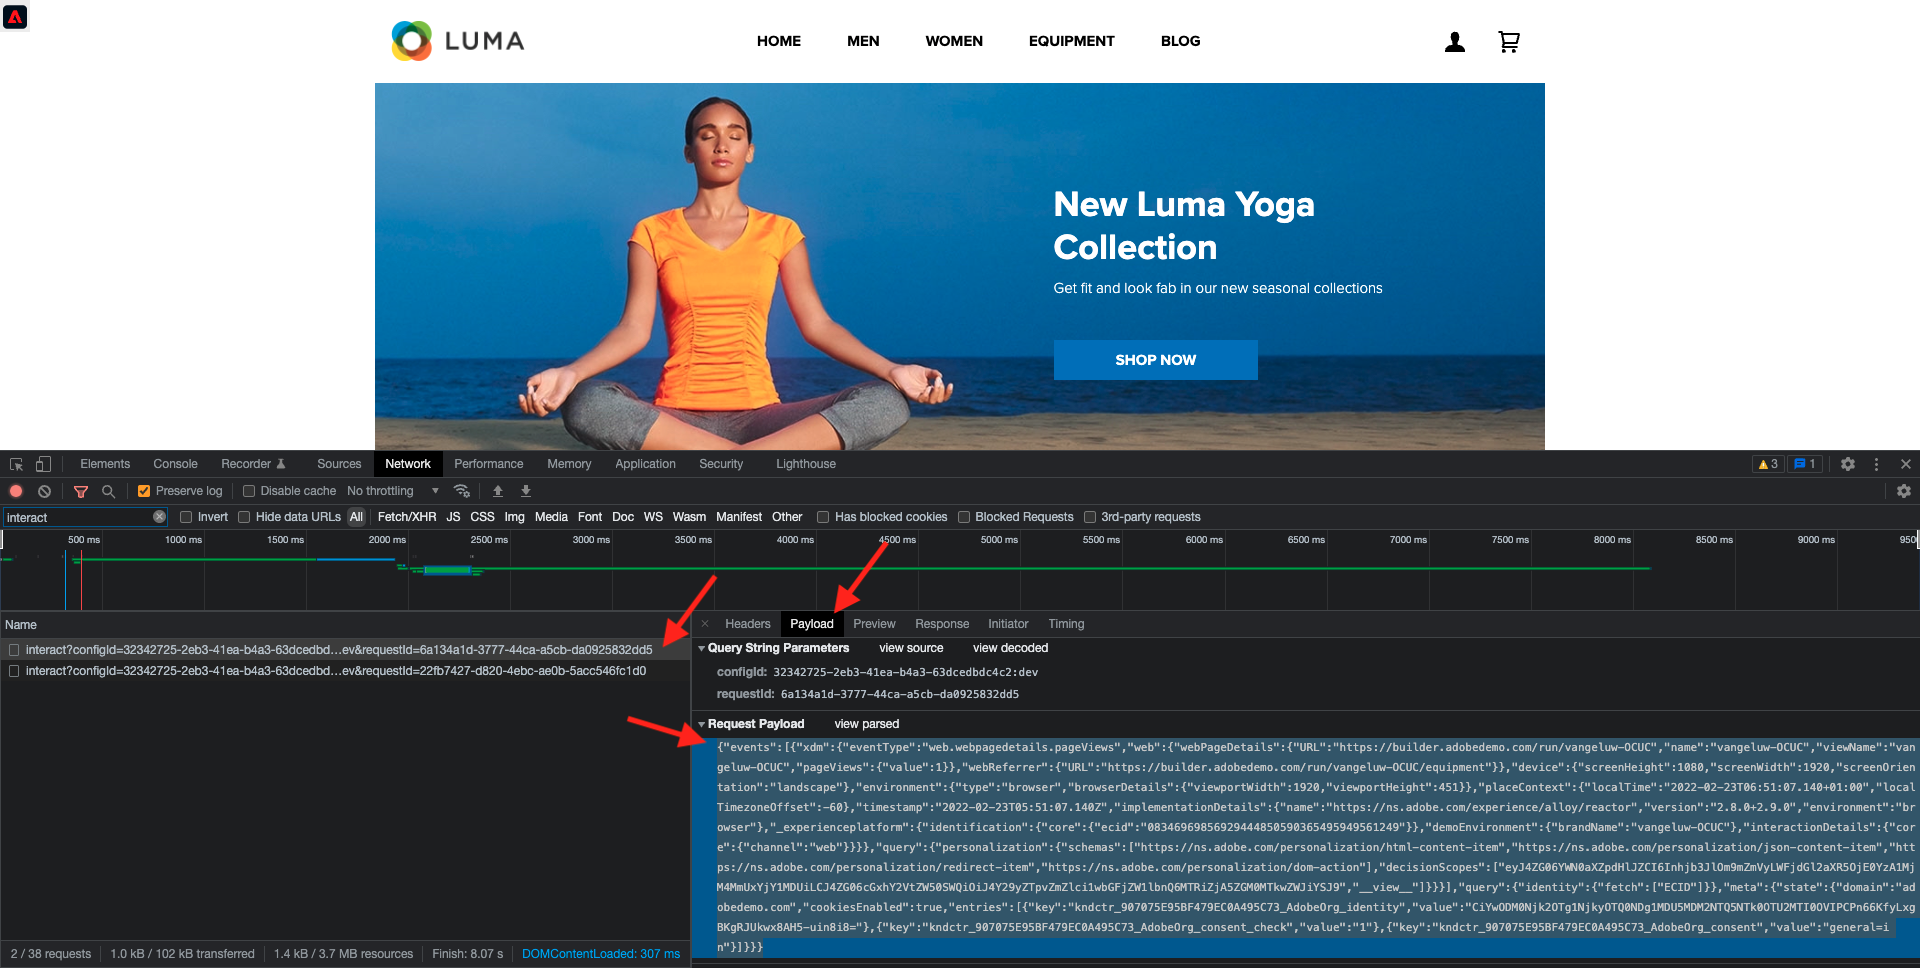 LUMA
HOME MEN WOMEN EQUIPMENT BLOG
New Luma Yoga
Collection
Get fit and look fab in our new seasonal collections
SHOP NOW
Elements Console Recorder Sources Network Performance Memory Application Security Lighthouse 3 1
Preserve log Disable cache No throttling
interact Invert Hide data URLs All Fetch/XHR JS CSS Img Media Font Doc WS Wasm Manifest Other Has blocked cookies Blocked Requests 3rd-party requests
500 ms 1000 ms 1500 ms 2000 ms 2500 ms 3000 ms 3500 ms 4000 ms 4500 ms 5000 ms 5500 ms 6000 ms 6500 ms 7000 ms 7500 ms 8000 ms 8500 ms 9000 ms 950
Name
interact?configId=32342725-2eb3-41ea-b4a3-63dcedbd…ev&requestId=6a134a1d-3777-44ca-a5cb-da0925832dd5
interact?configId=32342725-2eb3-41ea-b4a3-63dcedbd…ev&requestId=22fb7427-d820-4ebc-ae0b-5acc546fc1d0
Headers Payload Preview Response Initiator Timing
Query String Parameters view source view decoded
configId: 32342725-2eb3-41ea-b4a3-63dcedbdc4c2:dev
requestId: 6a134a1d-3777-44ca-a5cb-da0925832dd5
Request Payload view parsed
{"events":[{"xdm":{"eventType":"web.webpagedetails.pageViews","web":{"webPageDetails":{"URL":"https://builder.adobedemo.com/run/vangeluw-OCUC","name":"vangeluw-OCUC","viewName":"van
geluw-OCUC","pageViews":{"value":1}},"webReferrer":{"URL":"https://builder.adobedemo.com/run/vangeluw-OCUC/equipment"}},"device":{"screenHeight":1080,"screenWidth":1920,"screenOrien
tation":"landscape"},"environment":{"type":"browser","browserDetails":{"viewportWidth":1920,"viewportHeight":451}},"placeContext":{"localTime":"2022-02-23T06:51:07.140+01:00","local
TimezoneOffset":-60},"timestamp":"2022-02-23T05:51:07.140Z","implementationDetails":{"name":"https://ns.adobe.com/experience/alloy/reactor","version":"2.8.0+2.9.0","environment":"br
owser"},"_experienceplatform":{"identification":{"core":{"ecid":"08346969856929444850590365495949561249"}},"demoEnvironment":{"brandName":"vangeluw-OCUC"},"interactionDetails":{"cor
e":{"channel":"web"}}}},"query":{"personalization":{"schemas":["https://ns.adobe.com/personalization/html-content-item","https://ns.adobe.com/personalization/json-content-item","htt
ps://ns.adobe.com/personalization/redirect-item","https://ns.adobe.com/personalization/dom-action"],"decisionScopes":["eyJ4ZG06YWN0aXZpdHlJZCI6Inhjb3JlOm9mZmVyLWFjdGl2aXR5OjE0YzA1Mj
M4MmUxYjY1MDUiLCJ4ZG06cGxhY2VtZW50SWQiOiJ4Y29yZTpvZmZlci1wbGFjZW1lbnQ6MTRiZjA5ZGM0MTkwZWJiYSJ9","__view__"]}}}],"query":{"identity":{"fetch":["ECID"]}},"meta":{"state":{"domain":"ad
obedemo.com","cookiesEnabled":true,"entries":[{"key":"kndctr_907075E95BF479EC0A495C73_AdobeOrg_identity","value":"CiYwODM0Njk2OTg1NjkyOTQ0NDg1MDU5MDM2NTQ5NTk0OTU2MTI0OVIPCPn66KfyLxg
BKgRJUkwx8AH5-uin8i8="},{"key":"kndctr_907075E95BF479EC0A495C73_AdobeOrg_consent_check","value":"1"},{"key":"kndctr_907075E95BF479EC0A495C73_AdobeOrg_consent","value":"general=i
n"}]}}}
2 / 38 requests 1.0 kB / 102 kB transferred 1.4 kB / 3.7 MB resources Finish: 8.07 s DOMContentLoaded: 307 ms